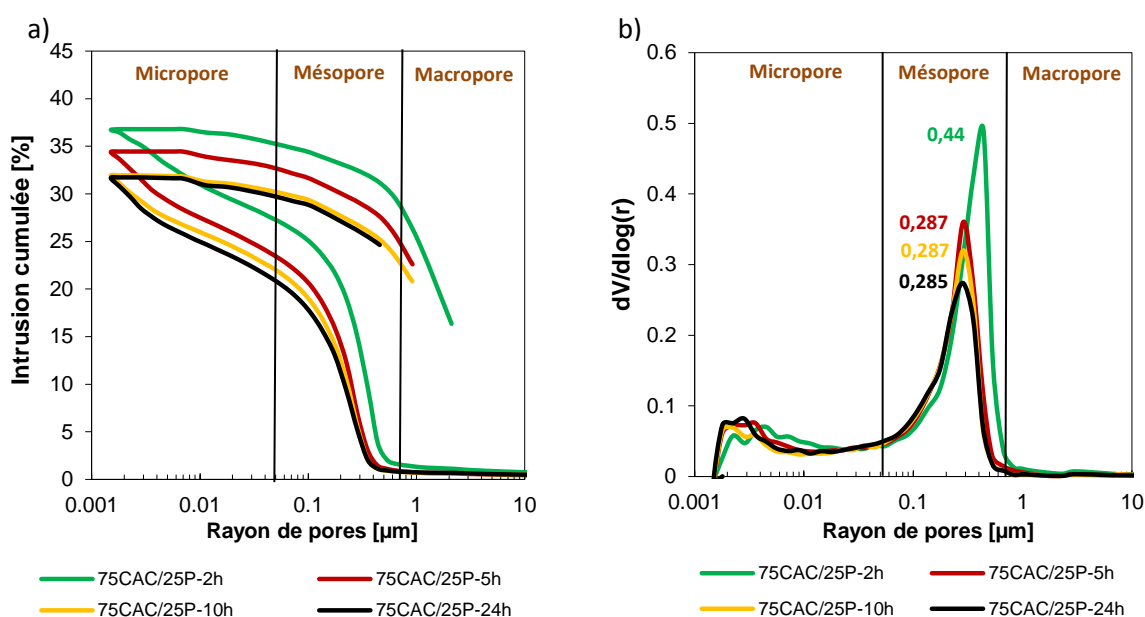 a)
45
40
35
30
25
20
15
10
5
0
Intrusion cumulée [%]
Micropore
Mésopore
Macropore
0.001
0.01
0.1
1
10
Rayon de pores [µm]
75CAC/25P-2h
75CAC/25P-5h
75CAC/25P-10h
75CAC/25P-24h
b)
0.6
0.5
0.4
0.3
0.2
0.1
0
dV/dlog(r)
Micropore
Mésopore
Macropore
0,44
0,287
0,287
0,285
0.001
0.01
0.1
1
10
Rayon de pores [µm]
75CAC/25P-2h
75CAC/25P-5h
75CAC/25P-10h
75CAC/25P-24h